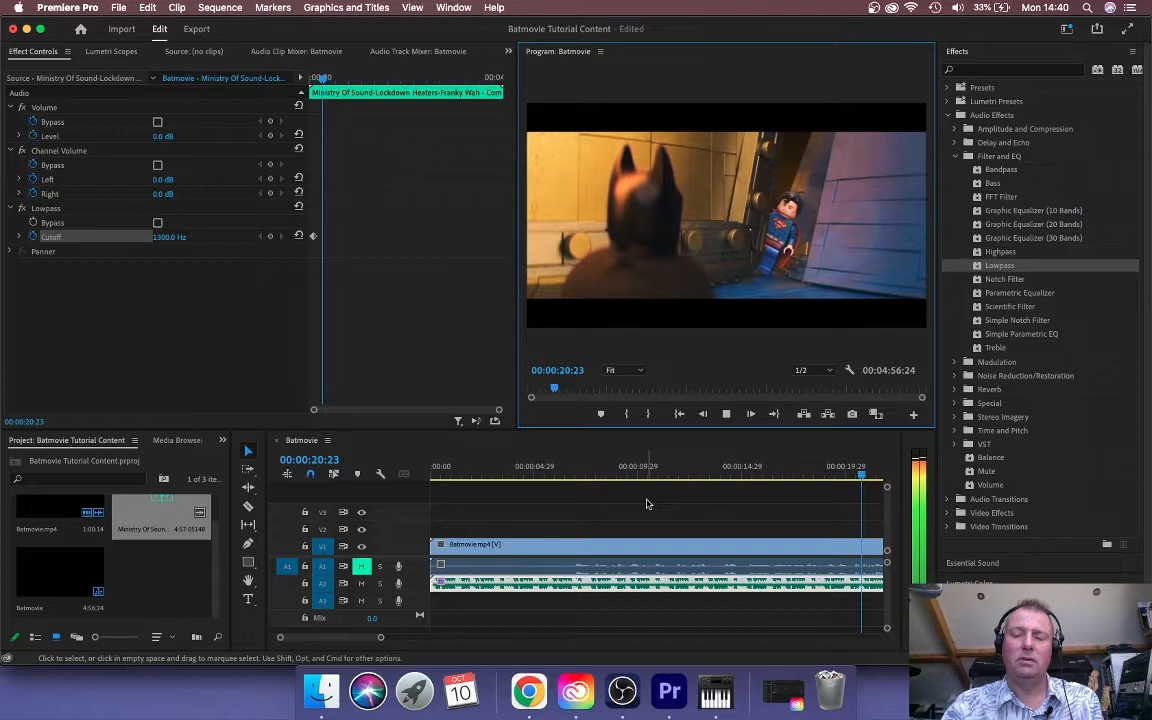 Premiere Pro File Edit Clip Sequence Markers Graphics and Titles View Window Help 33% Mon 14:40
Import Edit Export Batmovie Tutorial Content - Edited
Effect Controls Lumetri Scopes Source: (no clips) Audio Clip Mixer: Batmovie Audio Track Mixer: Batmovie
Program: Batmovie
Effects
Source • Ministry Of Sound-Lockdown ... Batmovie • Ministry Of Sound-Lock... :00:00 00:04
Audio
Ministry Of Sound-Lockdown Heaters-Franky Wah - Com
Volume
Bypass
Level 0.0 dB
Channel Volume
Bypass
Left 0.0 dB
Right 0.0 dB
Lowpass
Bypass
Cutoff 1300.0 Hz
Panner
00:00:20:23
00:00:20:23 Fit 1/2 00:04:56:24
Presets
Lumetri Presets
Audio Effects
Amplitude and Compression
Delay and Echo
Filter and EQ
Bandpass
Bass
FFT Filter
Graphic Equalizer (10 Bands)
Graphic Equalizer (20 Bands)
Graphic Equalizer (30 Bands)
Highpass
Lowpass
Notch Filter
Parametric Equalizer
Scientific Filter
Simple Notch Filter
Simple Parametric EQ
Treble
Modulation
Noise Reduction/Restoration
Reverb
Special
Stereo Imagery
Time and Pitch
VST
Balance
Mute
Volume
Audio Transitions
Video Effects
Video Transitions
Essential Sound
Project: Batmovie Tutorial Content Media Browse
Batmovie Tutorial Content.prproj
1 of 3 ite...
Batmovie.mp4 1:00:14
Ministry Of Soun... 4:57:05148
Batmovie 4:56:24
Batmovie
00:00:20:23
:00:00 00:00:04:29 00:00:09:29 00:00:14:29 00:00:19:29
V3
V2
V1 Batmovie.mp4 [V]
A1 A1 M S
A2 M S
A3 M S
Mix 0.0
Click to select, or click in empty space and drag to marquee select. Use Shift, Opt, and Cmd for other options.
OCT
10
Pr